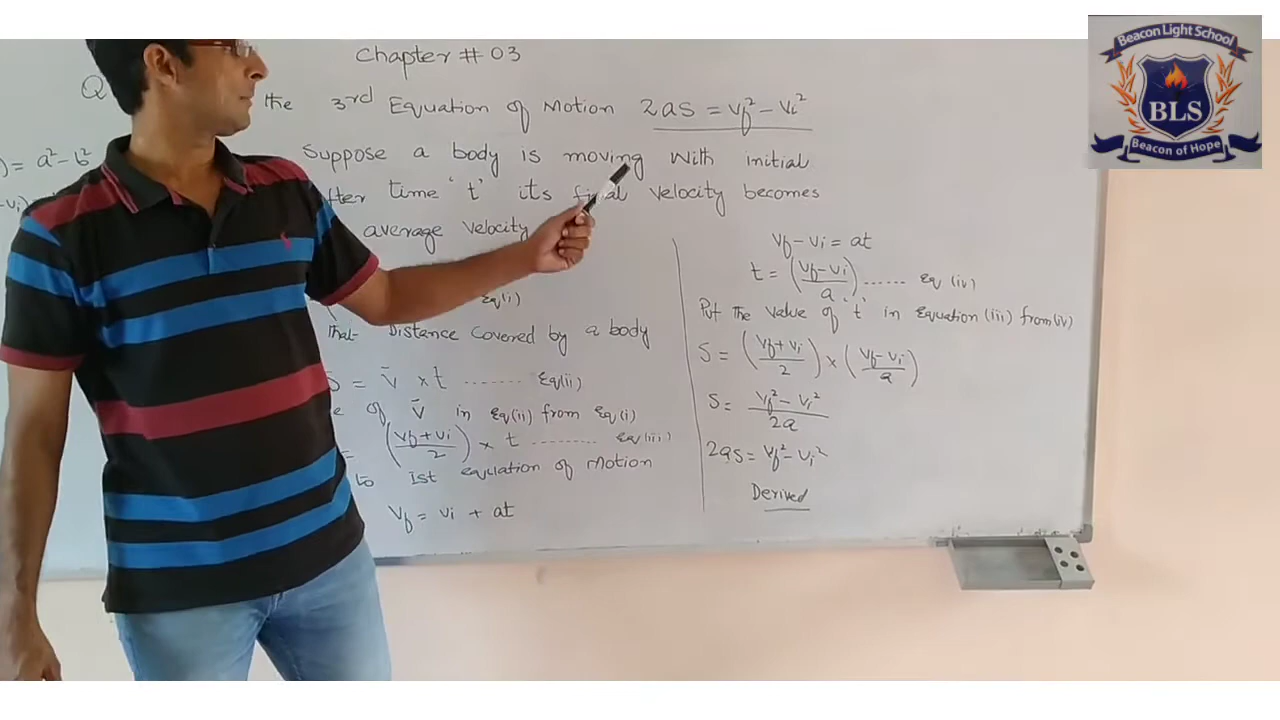 Chapter # 03
Q
the 3rd Equation of Motion 2as = vf² - vi²
) = a² - b²
Suppose a body is moving With initial
-vi)
fter time 't' its final velocity becomes
average velocity
Eq(i)
that Distance Covered by a body
S = v̄ x t ------- Eq(ii)
e of v̄ in Eq(ii) from Eq(i)
= (vf + vi / 2) x t --------- Eq(iii)
to Ist equation of Motion
vf = vi + at
vf - vi = at
t = (vf - vi / a) ------ Eq (iv)
Put the value of 't' in Equation (iii) from (iv)
S = (vf + vi / 2) x (vf - vi / a)
S = vf² - vi² / 2a
2as = vf² - vi²
Derived
Beacon Light School
BLS
Beacon of Hope